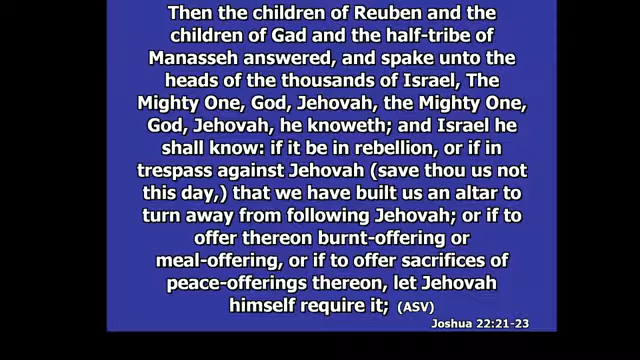 Then the children of Reuben and the
children of Gad and the half-tribe of
Manasseh answered, and spake unto the
heads of the thousands of Israel, The
Mighty One, God, Jehovah, the Mighty One,
God, Jehovah, he knoweth; and Israel he
shall know: if it be in rebellion, or if in
trespass against Jehovah (save thou us not
this day,) that we have built us an altar to
turn away from following Jehovah; or if to
offer thereon burnt-offering or
meal-offering, or if to offer sacrifices of
peace-offerings thereon, let Jehovah
himself require it; (ASV)
Joshua 22:21-23